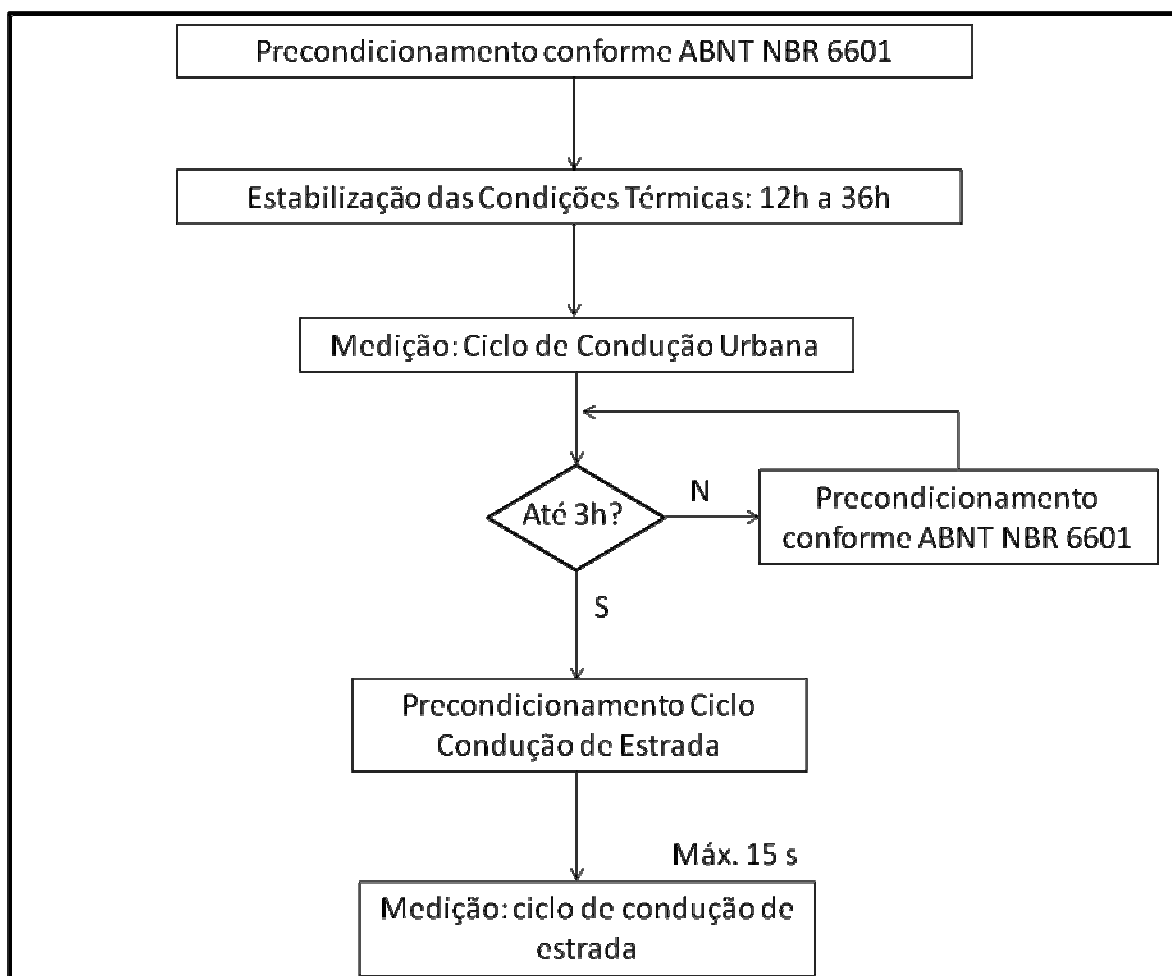 Precondicionamento conforme ABNT NBR 6601
Estabilização das Condições Térmicas: 12h a 36h
Medição: Ciclo de Condução Urbana
Até 3h?
N
Precondicionamento
conforme ABNT NBR 6601
S
Precondicionamento Ciclo
Condução de Estrada
Máx. 15 s
Medição: ciclo de condução de
estrada